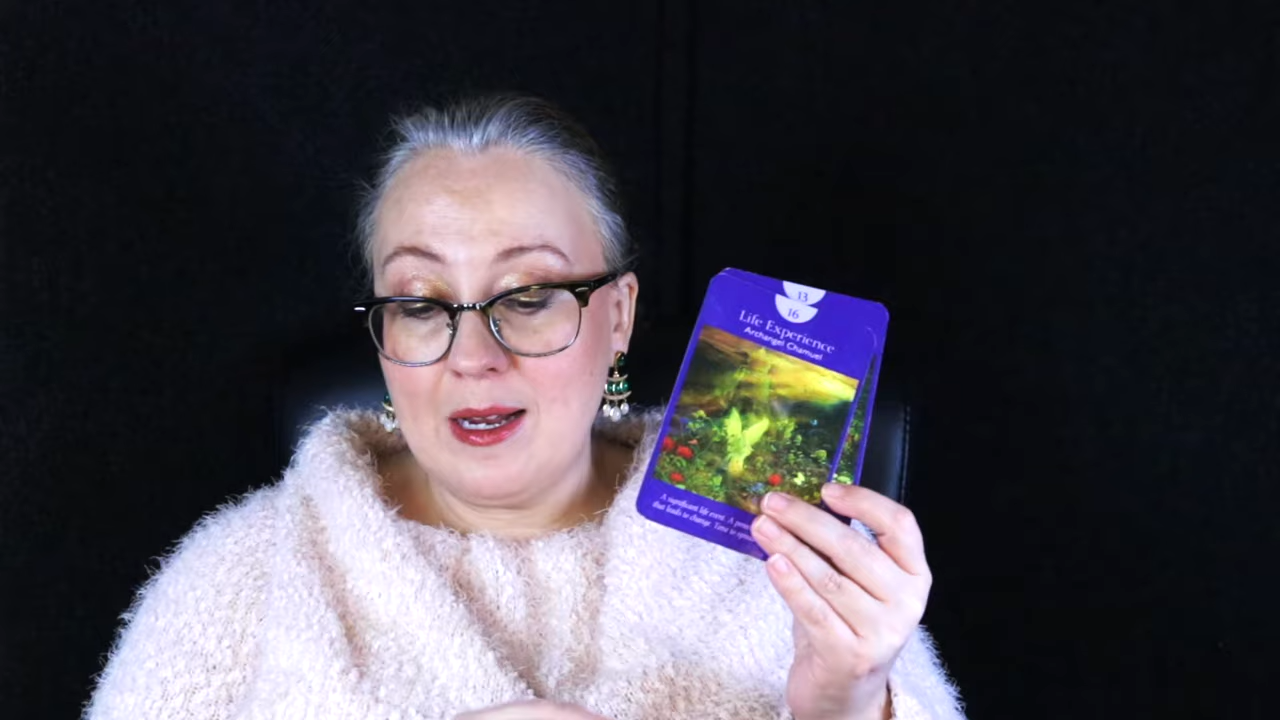 13
16
Life Experience
Archangel Chamuel
A significant life event. A
that leads to change. Time to